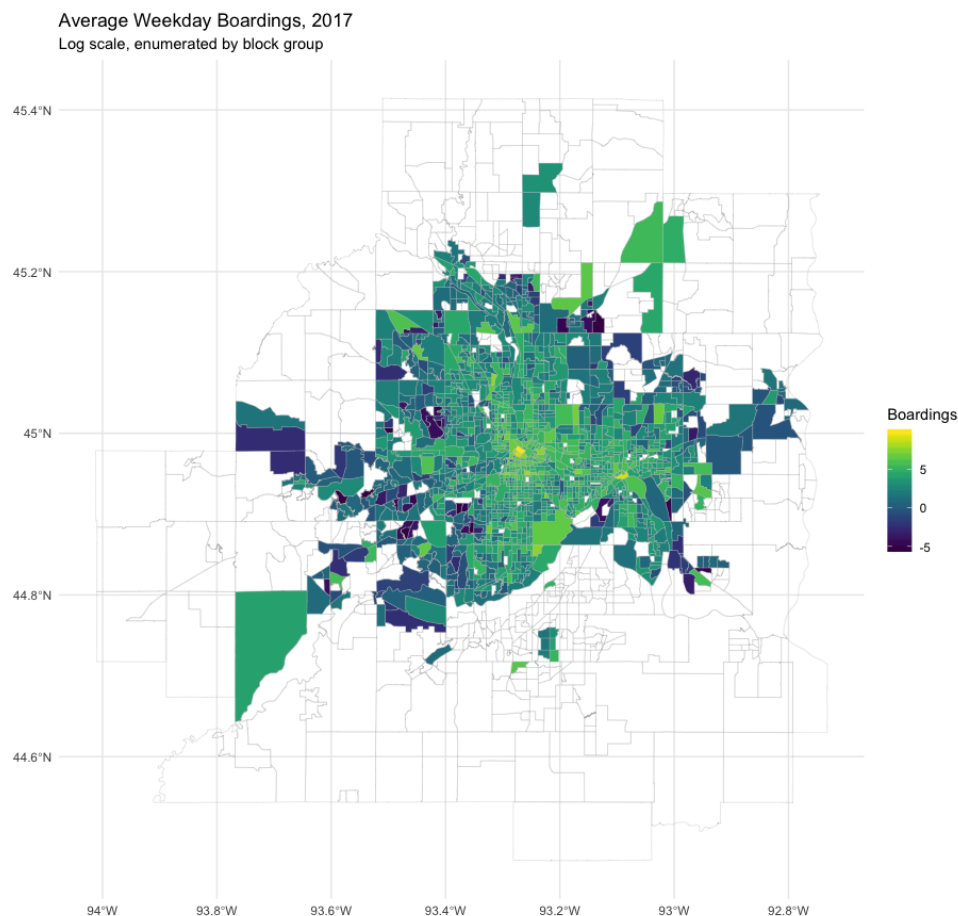 Average Weekday Boardings, 2017
Log scale, enumerated by block group
45.4°N
45.2°N
45°N
44.8°N
44.6°N
94°W
93.8°W
93.6°W
93.4°W
93.2°W
93°W
92.8°W
Boardings
5
0
-5